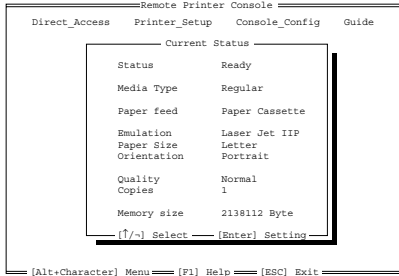 Remote Printer Console
Direct_Access Printer_Setup Console_Config Guide
Current Status
Status Ready
Media Type Regular
Paper feed Paper Cassette
Emulation Laser Jet IIP
Paper Size Letter
Orientation Portrait
Quality Normal
Copies 1
Memory size 2138112 Byte
[↑/¬] Select [Enter] Setting
[Alt+Character] Menu [F1] Help [ESC] Exit